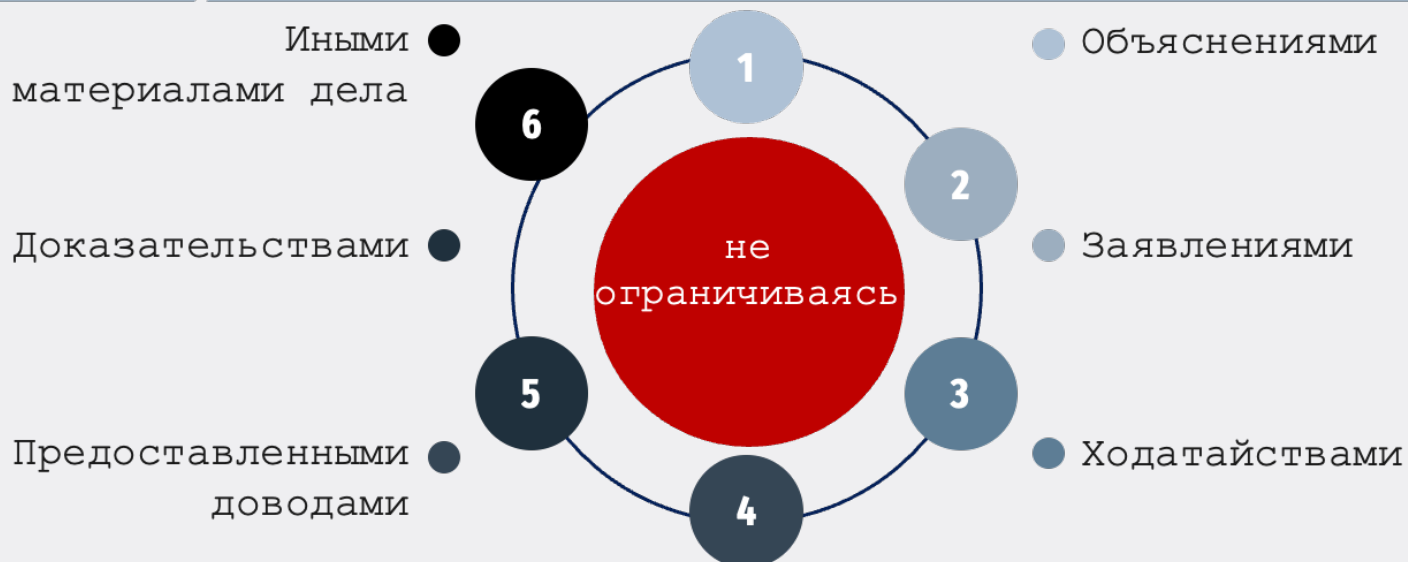 Иными
материалами дела
Доказательствами
Предоставленными
доводами
1
2
3
4
5
6
не
ограничиваясь
Объяснениями
Заявлениями
Ходатайствами